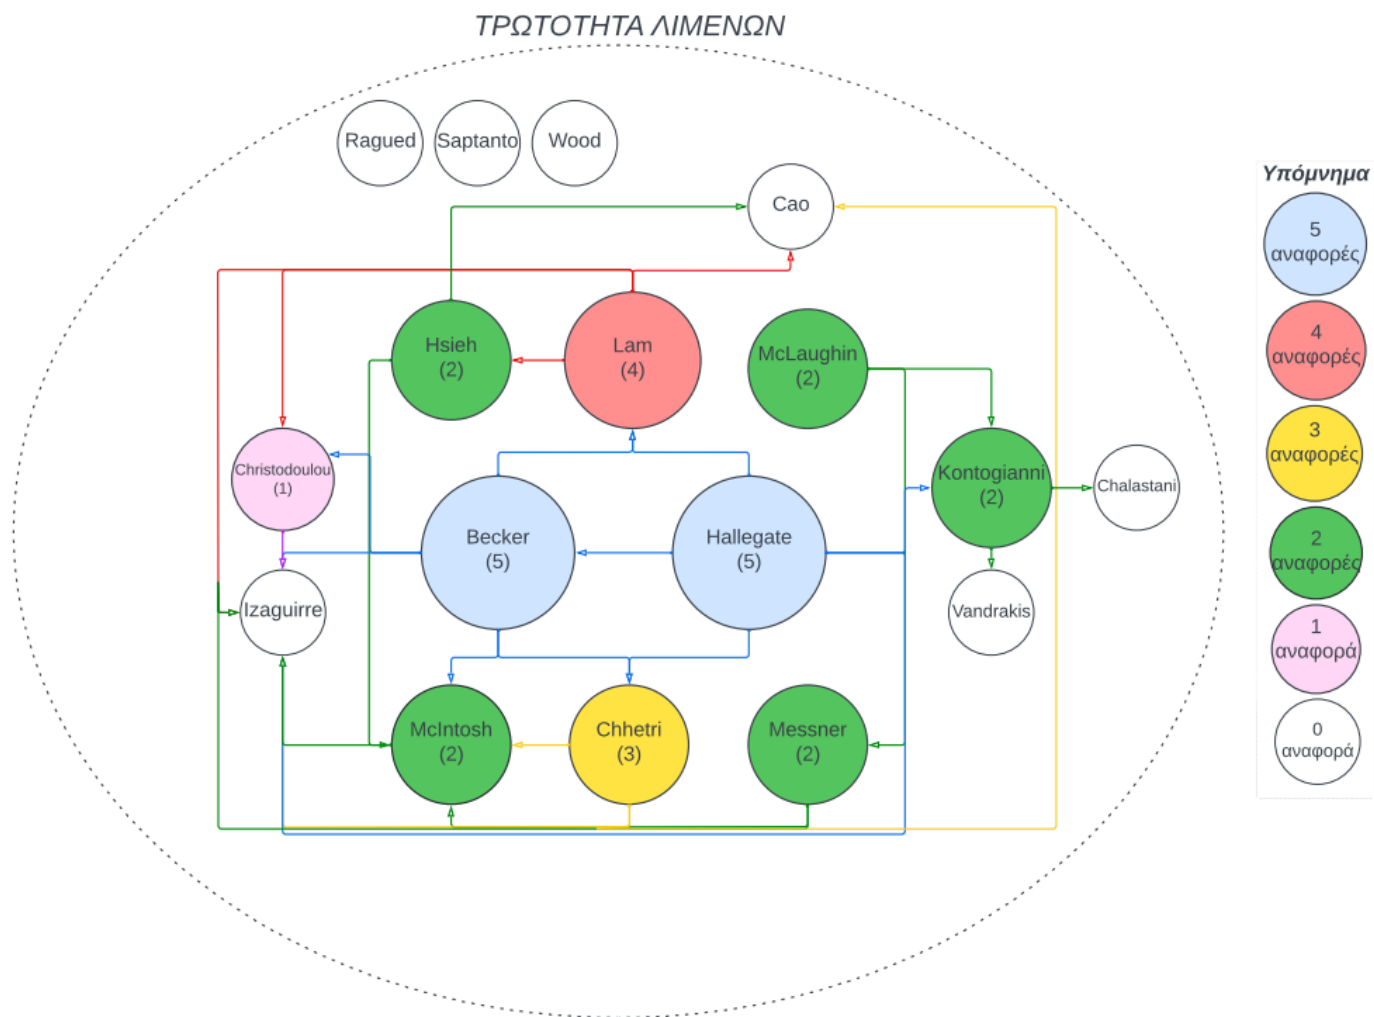 ΤΡΩΤΟΤΗΤΑ ΛΙΜΕΝΩΝ
Ragued
Saptanto
Wood
Cao
Hsieh
(2)
Lam
(4)
McLaughin
(2)
Christodoulou
(1)
Becker
(5)
Hallegate
(5)
Kontogianni
(2)
Chalastani
Izaguirre
Vandrakis
McIntosh
(2)
Chhetri
(3)
Messner
(2)
Υπόμνημα
5
αναφορές
4
αναφορές
3
αναφορές
2
αναφορές
1
αναφορά
0
αναφορά